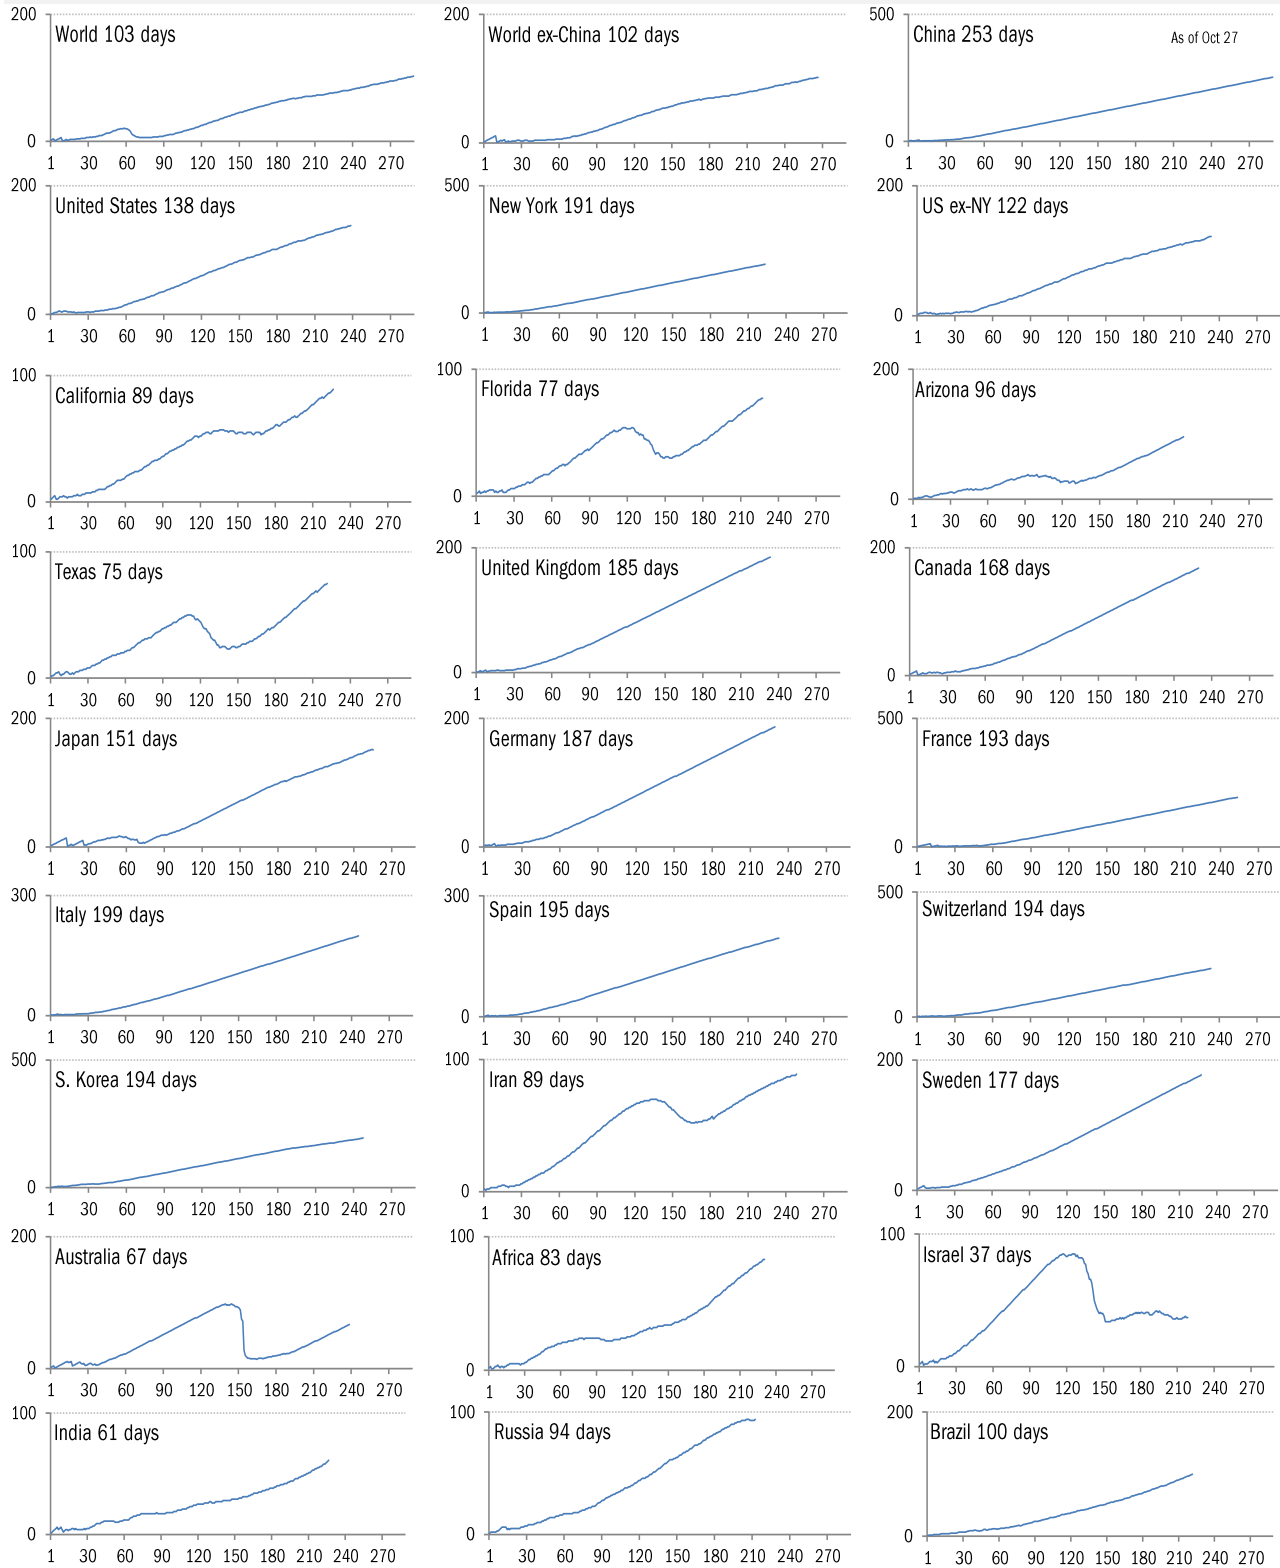 200
World 103 days
0
1 30 60 90 120 150 180 210 240 270
200
World ex-China 102 days
0
1 30 60 90 120 150 180 210 240 270
500
China 253 days
As of Oct 27
0
1 30 60 90 120 150 180 210 240 270
200
United States 138 days
0
1 30 60 90 120 150 180 210 240 270
500
New York 191 days
0
1 30 60 90 120 150 180 210 240 270
200
US ex-NY 122 days
0
1 30 60 90 120 150 180 210 240 270
100
California 89 days
0
1 30 60 90 120 150 180 210 240 270
100
Florida 77 days
0
1 30 60 90 120 150 180 210 240 270
200
Arizona 96 days
0
1 30 60 90 120 150 180 210 240 270
100
Texas 75 days
0
1 30 60 90 120 150 180 210 240 270
200
United Kingdom 185 days
0
1 30 60 90 120 150 180 210 240 270
200
Canada 168 days
0
1 30 60 90 120 150 180 210 240 270
200
Japan 151 days
0
1 30 60 90 120 150 180 210 240 270
200
Germany 187 days
0
1 30 60 90 120 150 180 210 240 270
500
France 193 days
0
1 30 60 90 120 150 180 210 240 270
300
Italy 199 days
0
1 30 60 90 120 150 180 210 240 270
300
Spain 195 days
0
1 30 60 90 120 150 180 210 240 270
500
Switzerland 194 days
0
1 30 60 90 120 150 180 210 240 270
500
S. Korea 194 days
0
1 30 60 90 120 150 180 210 240 270
100
Iran 89 days
0
1 30 60 90 120 150 180 210 240 270
200
Sweden 177 days
0
1 30 60 90 120 150 180 210 240 270
200
Australia 67 days
0
1 30 60 90 120 150 180 210 240 270
100
Africa 83 days
0
1 30 60 90 120 150 180 210 240 270
100
Israel 37 days
0
1 30 60 90 120 150 180 210 240 270
100
India 61 days
0
1 30 60 90 120 150 180 210 240 270
100
Russia 94 days
0
1 30 60 90 120 150 180 210 240 270
200
Brazil 100 days
0
1 30 60 90 120 150 180 210 240 270